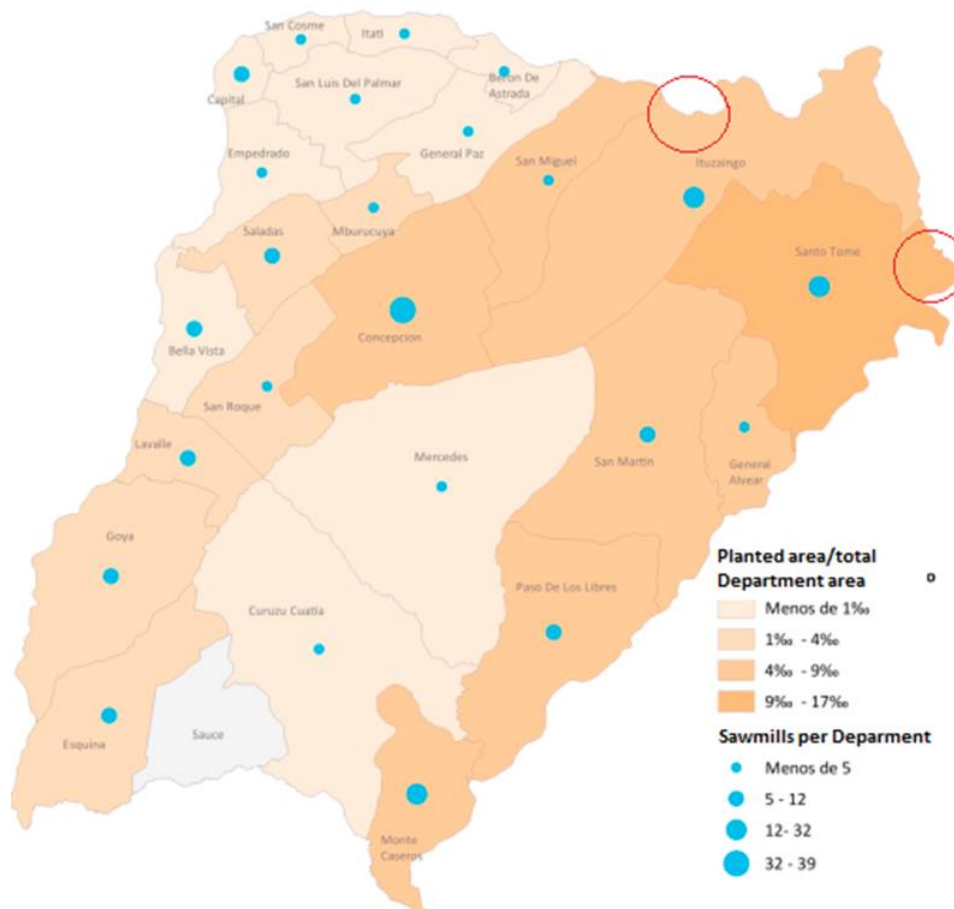 San Cosme
Itati
San Luis Del Palmar
Beron De
Astrada
Capital
Empedrado
General Paz
San Miguel
Ituzaingo
Saladas
Mburucuya
Santo Tome
Concepcion
Bella Vista
San Roque
Lavalle
Mercedes
San Martin
General
Alvear
Goya
Paso De Los Libres
Curuzu Cuatia
Sauce
Esquina
Monte
Caseros
Planted area/total
Department area
Menos de 1‰
1‰ - 4‰
4‰ - 9‰
9‰ - 17‰
Sawmills per Deparment
Menos de 5
5 - 12
12- 32
32 - 39